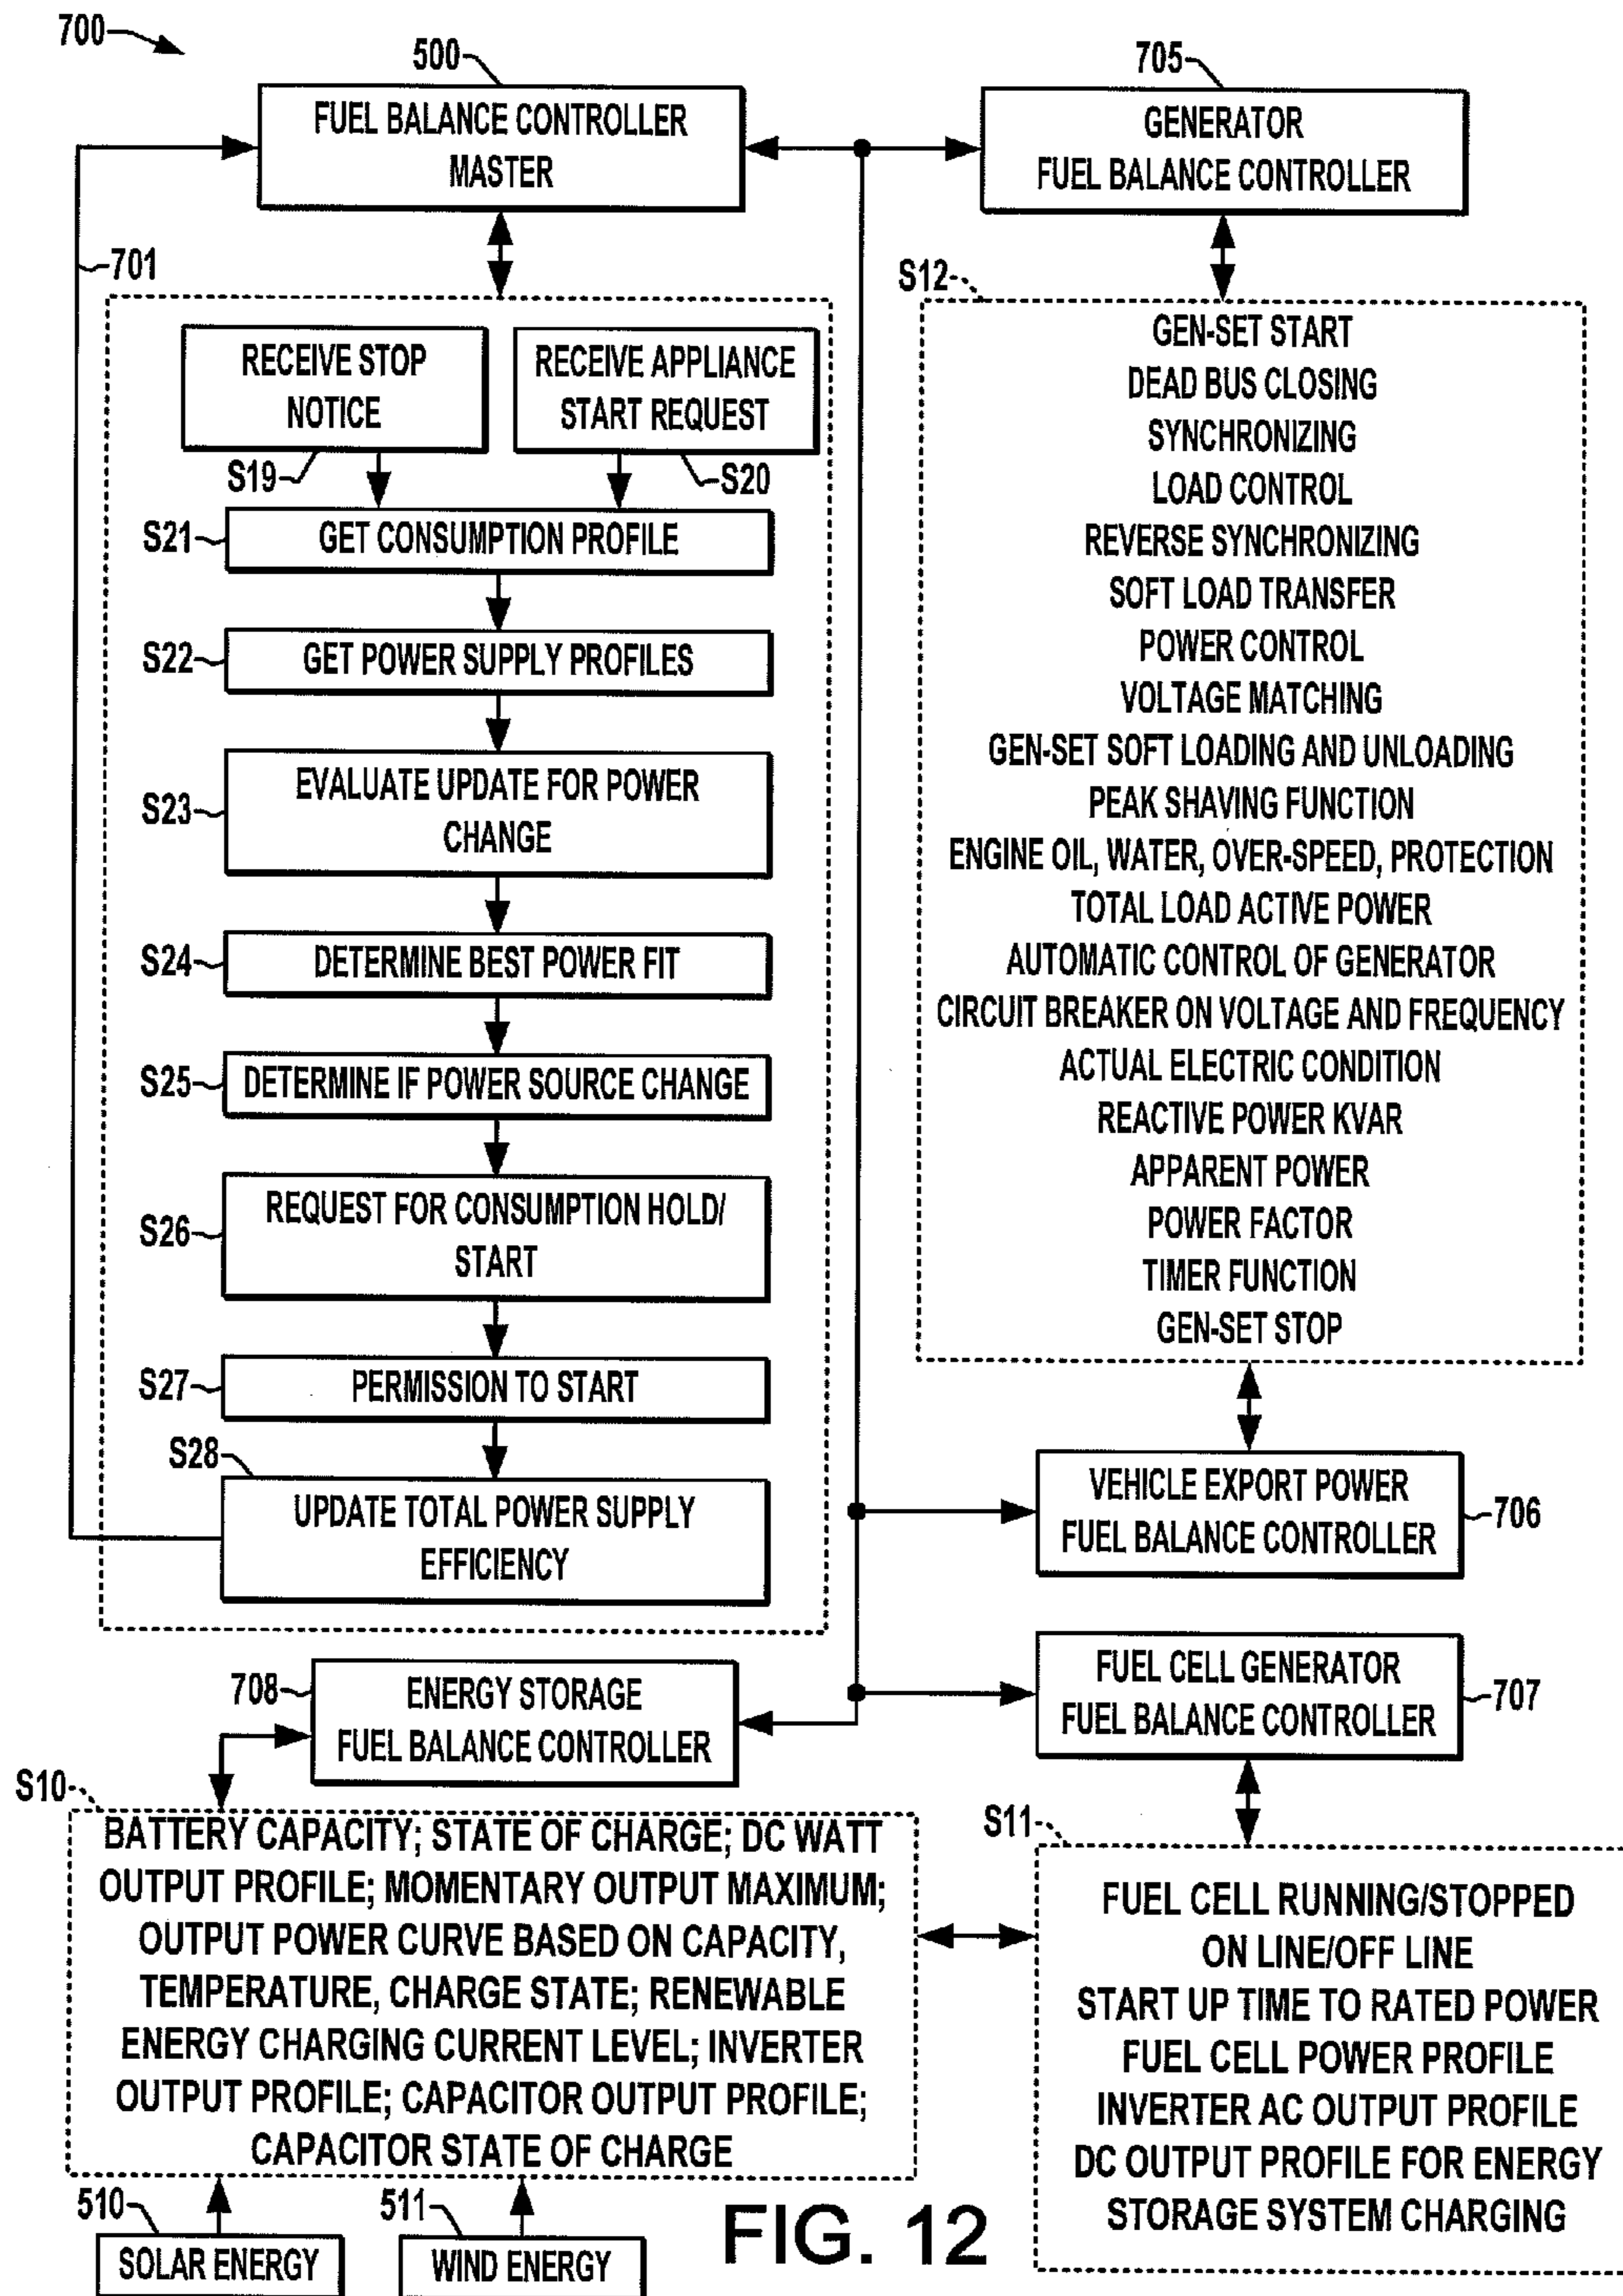 700
500
FUEL BALANCE CONTROLLER
MASTER
705
GENERATOR
FUEL BALANCE CONTROLLER
701
RECEIVE STOP
NOTICE
S19
RECEIVE APPLIANCE
START REQUEST
S20
S21
GET CONSUMPTION PROFILE
S22
GET POWER SUPPLY PROFILES
S23
EVALUATE UPDATE FOR POWER
CHANGE
S24
DETERMINE BEST POWER FIT
S25
DETERMINE IF POWER SOURCE CHANGE
S26
REQUEST FOR CONSUMPTION HOLD/
START
S27
PERMISSION TO START
S28
UPDATE TOTAL POWER SUPPLY
EFFICIENCY
S12
GEN-SET START
DEAD BUS CLOSING
SYNCHRONIZING
LOAD CONTROL
REVERSE SYNCHRONIZING
SOFT LOAD TRANSFER
POWER CONTROL
VOLTAGE MATCHING
GEN-SET SOFT LOADING AND UNLOADING
PEAK SHAVING FUNCTION
ENGINE OIL, WATER, OVER-SPEED, PROTECTION
TOTAL LOAD ACTIVE POWER
AUTOMATIC CONTROL OF GENERATOR
CIRCUIT BREAKER ON VOLTAGE AND FREQUENCY
ACTUAL ELECTRIC CONDITION
REACTIVE POWER KVAR
APPARENT POWER
POWER FACTOR
TIMER FUNCTION
GEN-SET STOP
VEHICLE EXPORT POWER
FUEL BALANCE CONTROLLER
706
FUEL CELL GENERATOR
FUEL BALANCE CONTROLLER
707
708
ENERGY STORAGE
FUEL BALANCE CONTROLLER
S10
BATTERY CAPACITY; STATE OF CHARGE; DC WATT
OUTPUT PROFILE; MOMENTARY OUTPUT MAXIMUM;
OUTPUT POWER CURVE BASED ON CAPACITY,
TEMPERATURE, CHARGE STATE; RENEWABLE
ENERGY CHARGING CURRENT LEVEL; INVERTER
OUTPUT PROFILE; CAPACITOR OUTPUT PROFILE;
CAPACITOR STATE OF CHARGE
S11
FUEL CELL RUNNING/STOPPED
ON LINE/OFF LINE
START UP TIME TO RATED POWER
FUEL CELL POWER PROFILE
INVERTER AC OUTPUT PROFILE
DC OUTPUT PROFILE FOR ENERGY
STORAGE SYSTEM CHARGING
510
SOLAR ENERGY
511
WIND ENERGY
FIG. 12